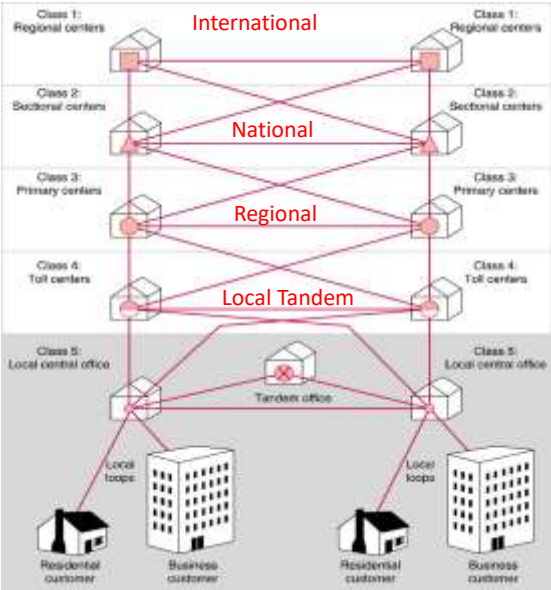 Class 1:
Regional centers
International
Class 1:
Regional centers
Class 2:
Sectional centers
National
Class 2:
Sectional centers
Class 3:
Primary centers
Regional
Class 3:
Primary centers
Class 4:
Toll centers
Local Tandem
Class 4:
Toll centers
Class 5:
Local central office
Tandem office
Class 5:
Local central office
Local
loops
Local
loops
Residential
customer
Business
customer
Residential
customer
Business
customer